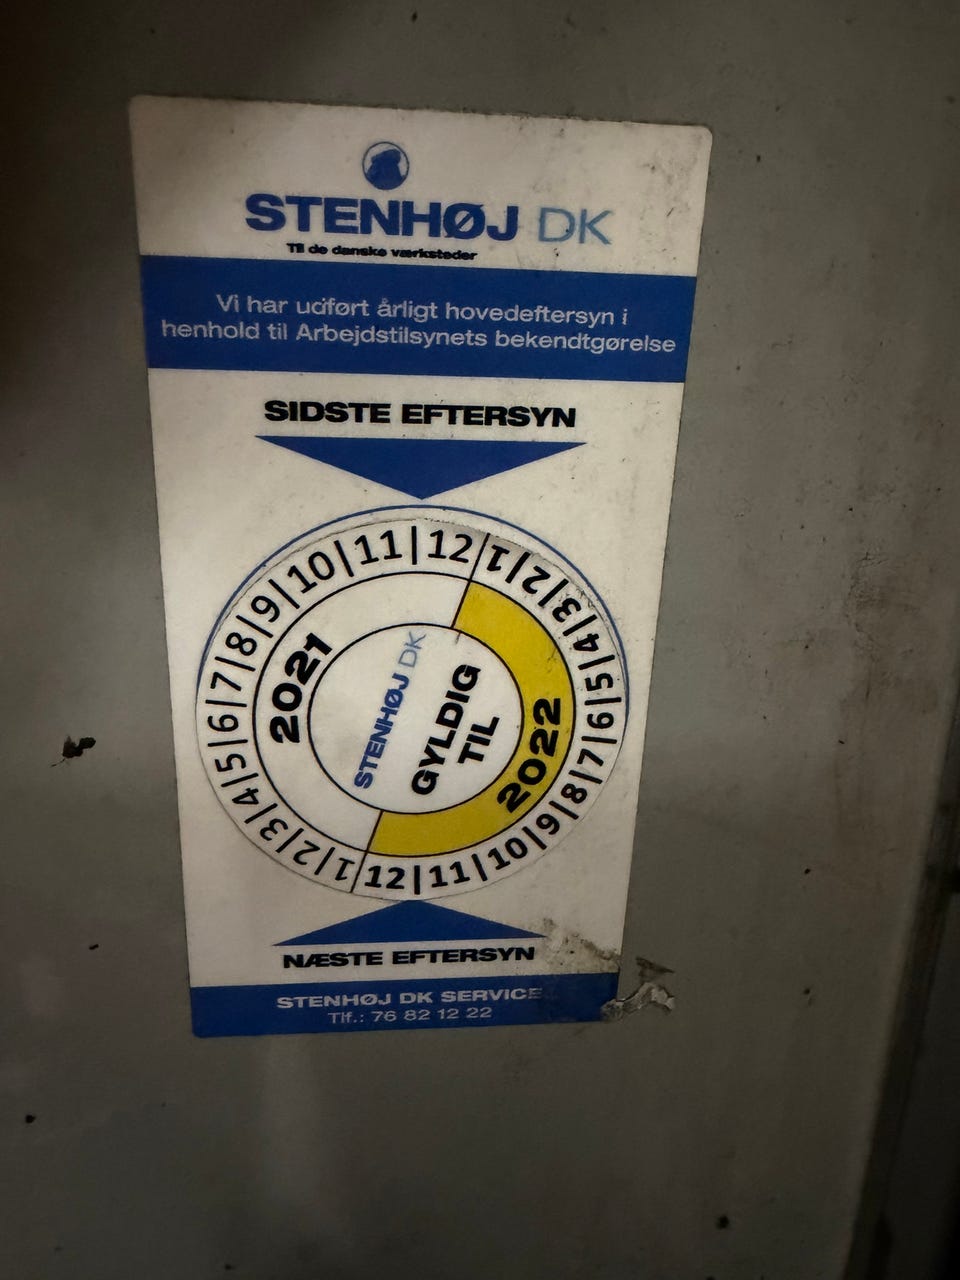 STENHØJ DK
Til de danske værksteder
Vi har udført årligt hovedeftersyn i
henhold til Arbejdstilsynets bekendtgørelse
SIDSTE EFTERSYN
1|2|3|4|5|6|7|8|9|10|11|12
2021
1|2|3|4|5|6|7|8|9|10|11|12
2022
STENHØJ DK
GYLDIG
TIL
NÆSTE EFTERSYN
STENHØJ DK SERVICE
Tlf.: 76 82 12 22